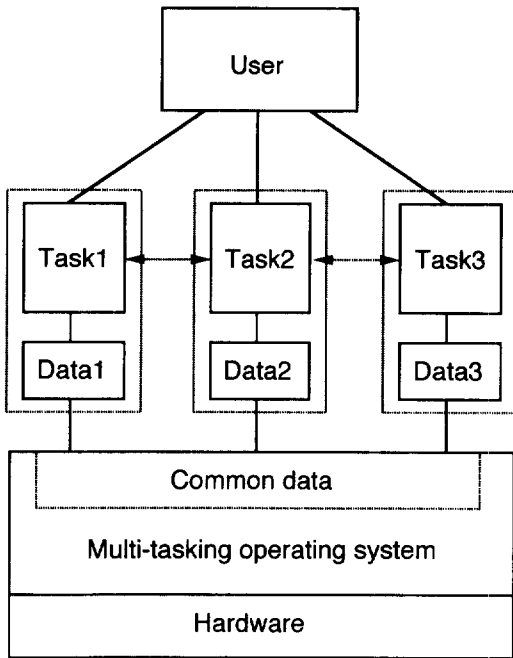 User
Task1
Task2
Task3
Data1
Data2
Data3
Common data
Multi-tasking operating system
Hardware